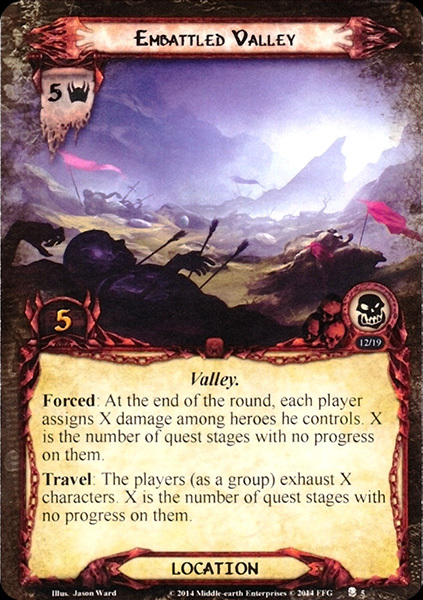 Embattled Valley
5
5
12/19
Valley.
Forced: At the end of the round, each player
assigns X damage among heroes he controls. X
is the number of quest stages with no progress
on them.
Travel: The players (as a group) exhaust X
characters. X is the number of quest stages with
no progress on them.
LOCATION
Illus. Jason Ward © 2014 Middle-earth Enterprises © 2014 FFG 5